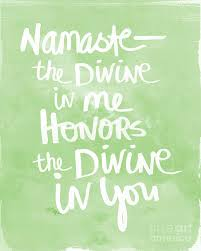 Namaste—
the DIVINE
in me
HONORS
the DIVINE
in YOU